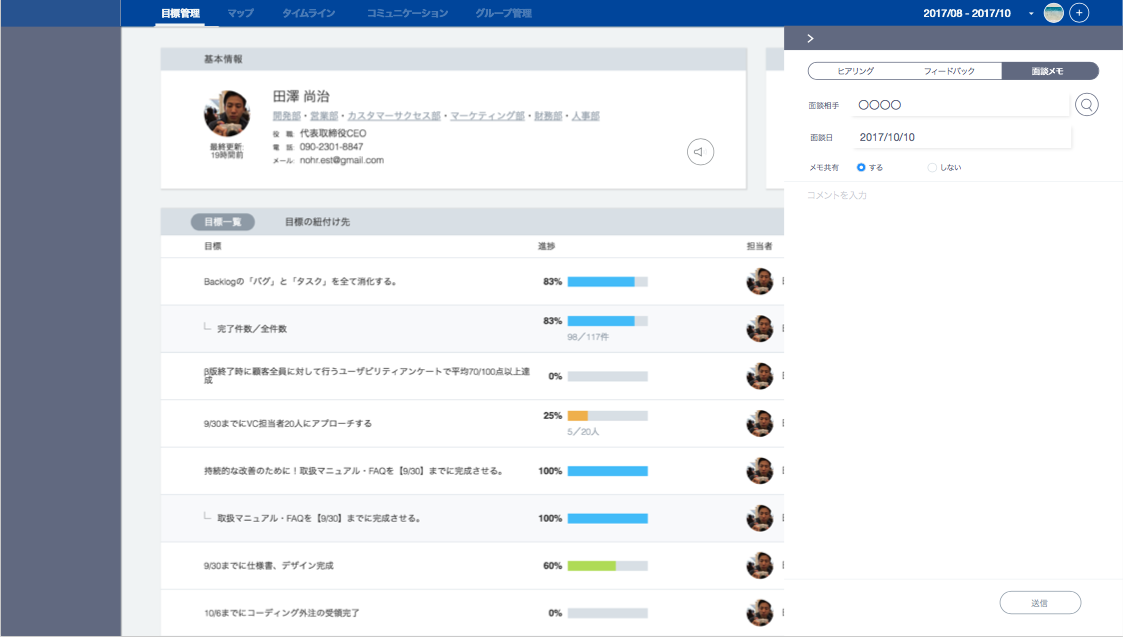 目標管理
マップ
タイムライン
コミュニケーション
グループ管理
2017/08 - 2017/10
基本情報
田澤 尚治
開発部・営業部・カスタマーサクセス部・マーケティング部・財務部・人事部
役 職: 代表取締役CEO
電 話: 090-2301-8847
メール: nohr.est@gmail.com
最終更新:
19時間前
目標一覧
目標の紐付け先
目標
進捗
担当者
Backlogの「バグ」と「タスク」を全て消化する。
83%
完了件数／全件数
83%
98／117件
β版終了時に顧客全員に対して行うユーザビリティアンケートで平均70/100点以上達
成
0%
9/30までにVC担当者20人にアプローチする
25%
5／20人
持続的な改善のために！取扱マニュアル・FAQを【9/30】までに完成させる。
100%
取扱マニュアル・FAQを【9/30】までに完成させる。
100%
9/30までに仕様書、デザイン完成
60%
10/6までにコーディング外注の受領完了
0%
ヒアリング
フィードバック
面談メモ
面談相手
〇〇〇〇
面談日
2017/10/10
メモ共有
する
しない
コメントを入力
送信